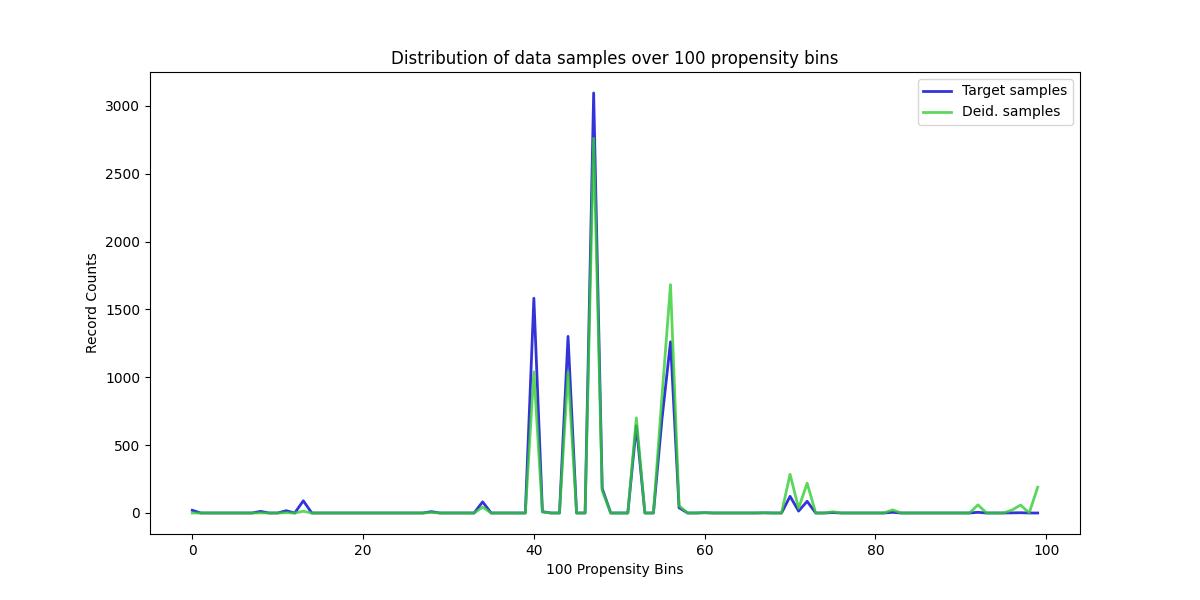 Distribution of data samples over 100 propensity bins
Target samples
Deid. samples
3000
2500
2000
1500
1000
500
0
Record Counts
0 20 40 60 80 100
100 Propensity Bins